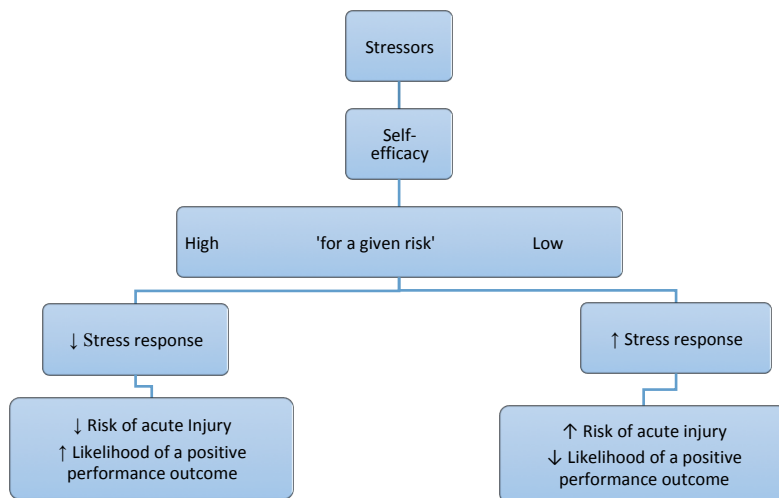 Stressors
Self-
efficacy
High 'for a given risk' Low
↓ Stress response
↑ Stress response
↓ Risk of acute Injury
↑ Likelihood of a positive
performance outcome
↑ Risk of acute injury
↓ Likelihood of a positive
performance outcome